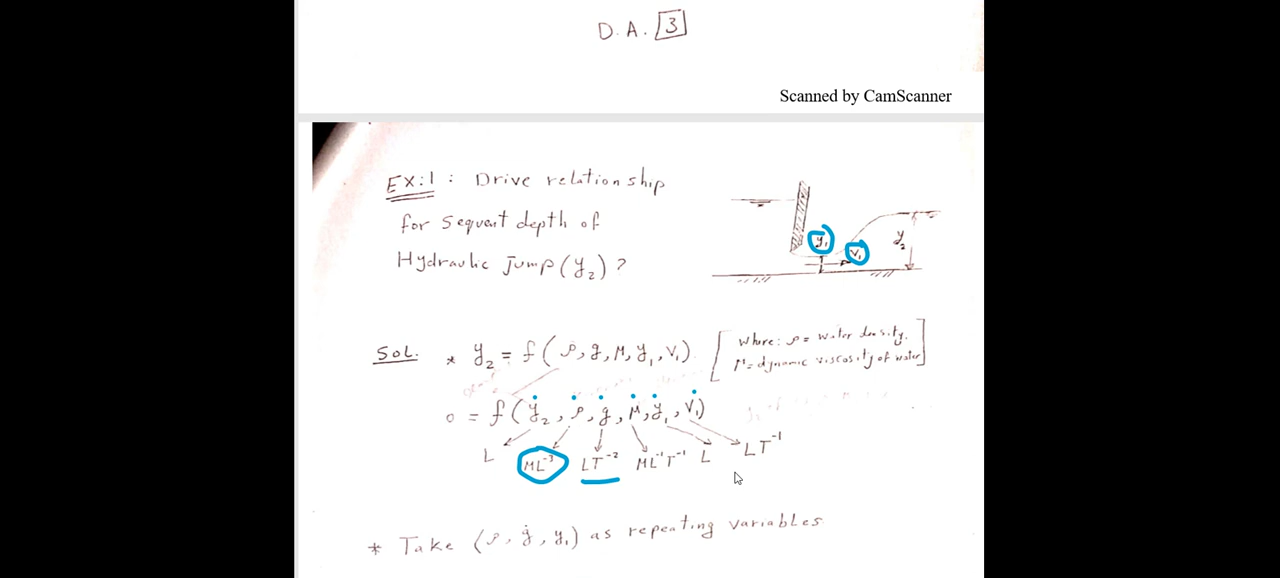 D. A. 3
Scanned by CamScanner
EX:1 : Drive relationship
for sequent depth of
Hydraulic Jump (y₂) ?
y₁
V₁
y₂
Sol. * y₂ = f (ρ, g, μ, y₁, V₁) [where: ρ = water density.
μ = dynamic viscosity of water]
0 = f (y₂, ρ, g, μ, y₁, V₁)
L ML⁻³ LT⁻² ML⁻¹T⁻¹ L LT⁻¹
* Take (ρ, g, y₁) as repeating variables